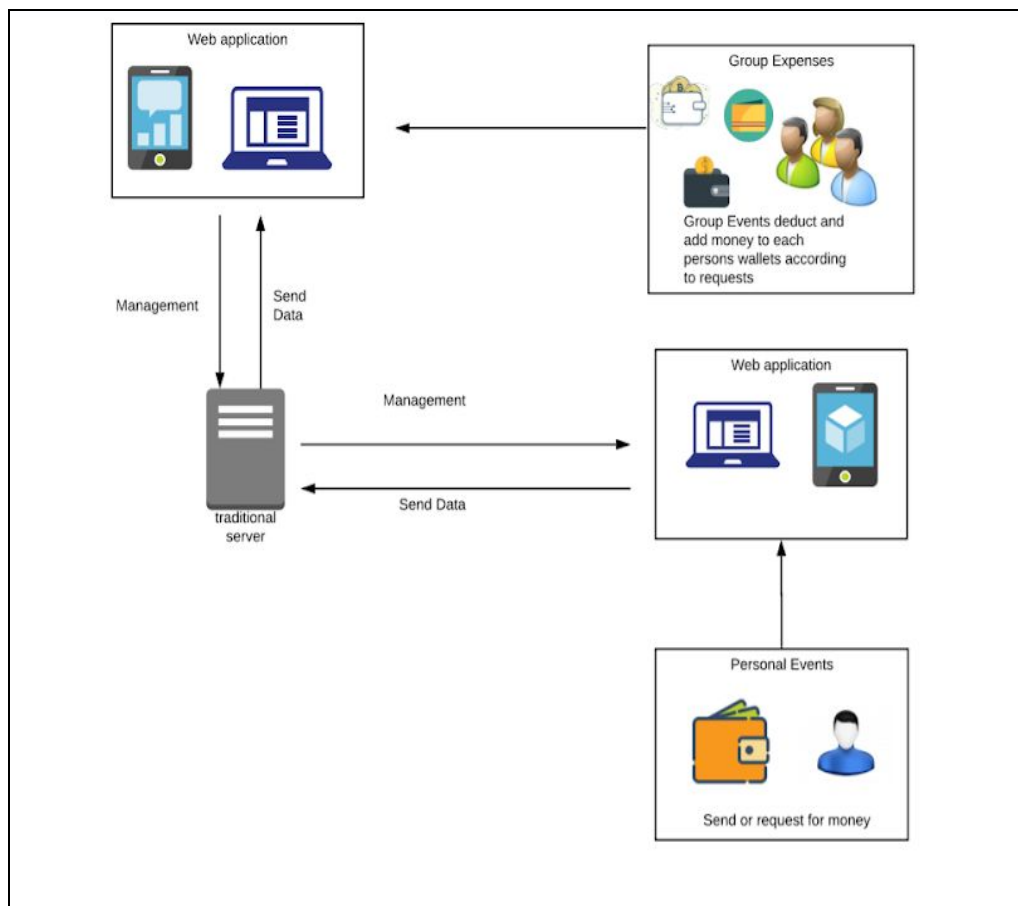 Web application
Group Expenses
Group Events deduct and
add money to each
persons wallets according
to requests
Management
Send
Data
Web application
Management
Send Data
traditional
server
Personal Events
Send or request for money